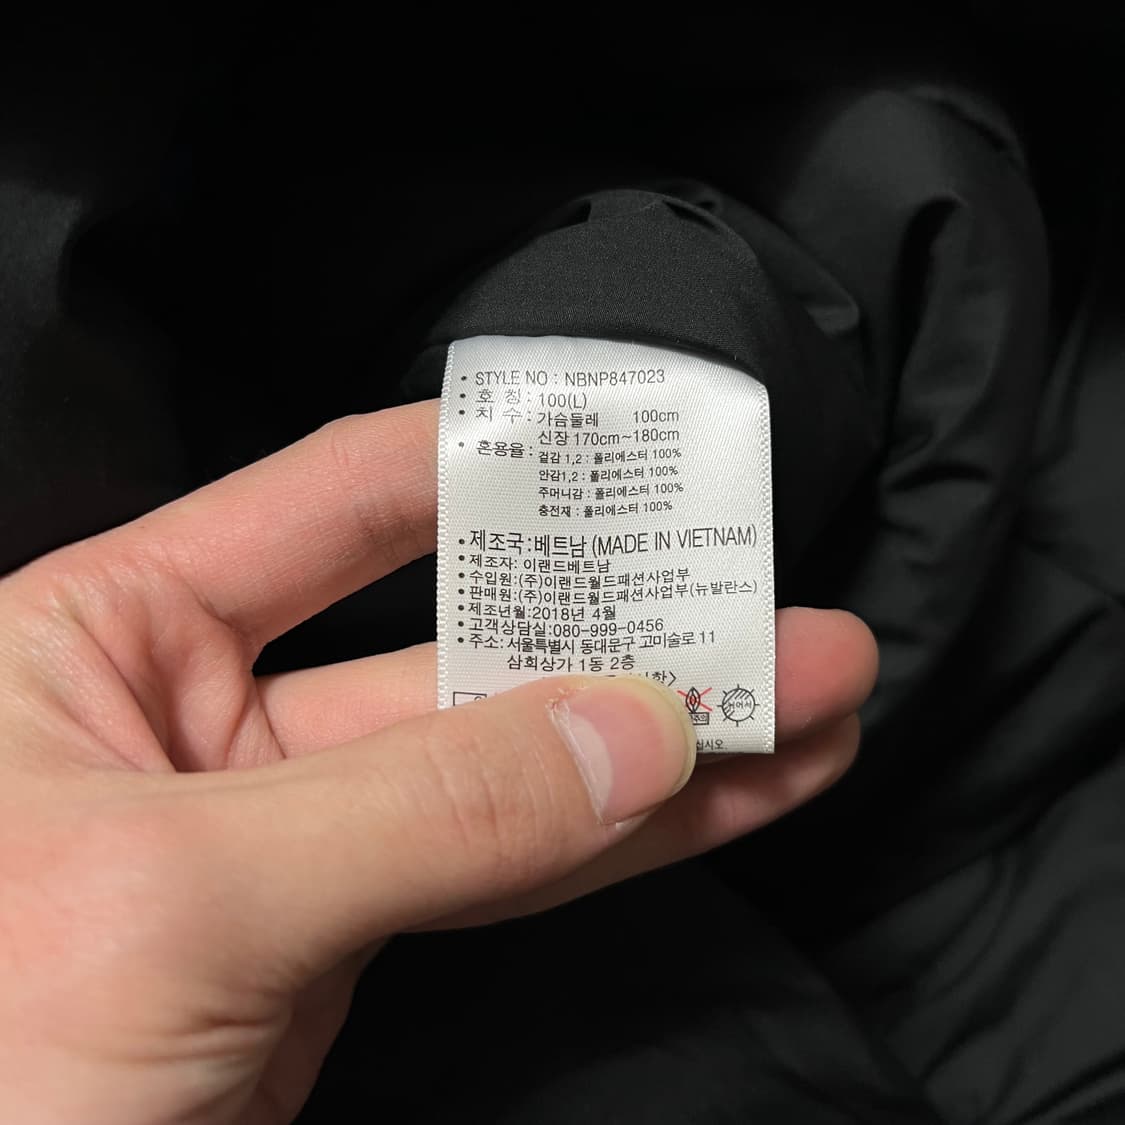 • STYLE NO : NBNP847023
• 호 칭 : 100(L)
• 치 수 : 가슴둘레 100cm
신장 170cm~180cm
• 혼용율 : 겉감 1,2 : 폴리에스터 100%
안감1,2 : 폴리에스터 100%
주머니감 : 폴리에스터 100%
충전재 : 폴리에스터 100%
• 제조국:베트남 (MADE IN VIETNAM)
• 제조자: 이랜드베트남
• 수입원:(주)이랜드월드패션사업부
• 판매원:(주)이랜드월드패션사업부(뉴발란스)
• 제조년월:2018년 4월
• 고객상담실:080-999-0456
• 주소: 서울특별시 동대문구 고미술로 11
삼희상가 1동 2층
사항>
주의
십시오